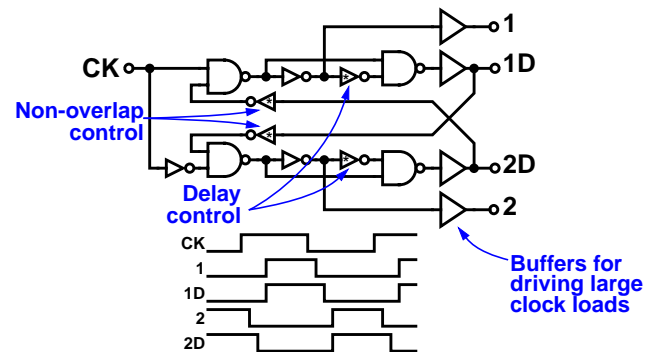 1
CK
1D
*
*
Non-overlap
control
*
2D
*
Delay
control
2
CK
1
1D
2
2D
Buffers for
driving large
clock loads